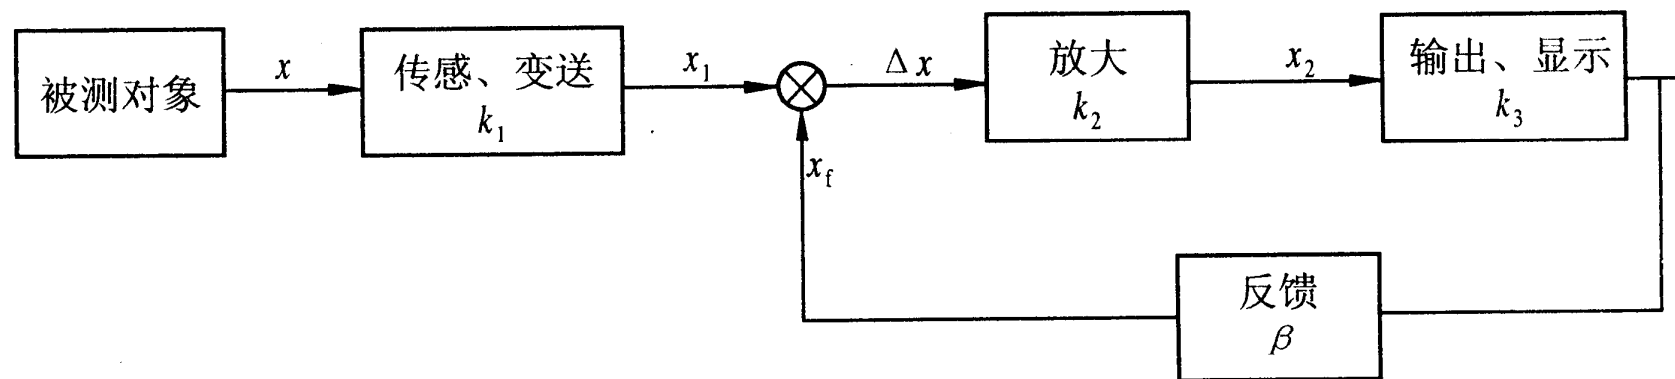 被测对象
x
传感、变送
k₁
x₁
Δx
放大
k₂
x₂
输出、显示
k₃
x_f
反馈
β